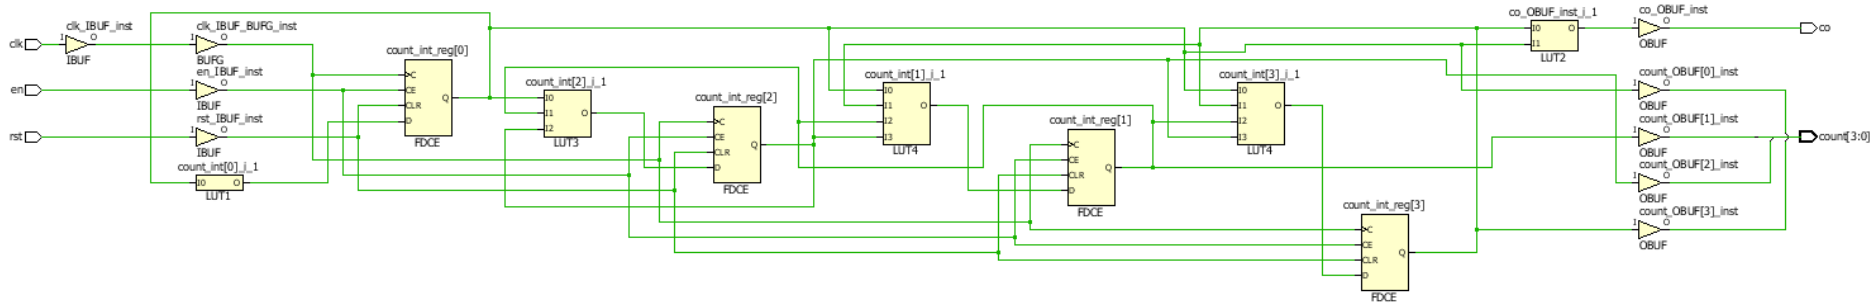 clk
clk_IBUF_inst
I
O
IBUF
clk_IBUF_BUFG_inst
I
O
BUFG
en
en_IBUF_inst
I
O
IBUF
rst
rst_IBUF_inst
I
O
IBUF
count_int[0]_i_1
I0
O
LUT1
count_int_reg[0]
C
CE
CLR
D
Q
FDCE
count_int[2]_i_1
I0
I1
I2
O
LUT3
count_int_reg[2]
C
CE
CLR
D
Q
FDCE
count_int[1]_i_1
I0
I1
I2
I3
O
LUT4
count_int_reg[1]
C
CE
CLR
D
Q
FDCE
count_int[3]_i_1
I0
I1
I2
I3
O
LUT4
count_int_reg[3]
C
CE
CLR
D
Q
FDCE
co_OBUF_inst_i_1
I0
I1
O
LUT2
co_OBUF_inst
I
O
OBUF
co
count_OBUF[0]_inst
I
O
OBUF
count_OBUF[1]_inst
I
O
OBUF
count[3:0]
count_OBUF[2]_inst
I
O
OBUF
count_OBUF[3]_inst
I
O
OBUF